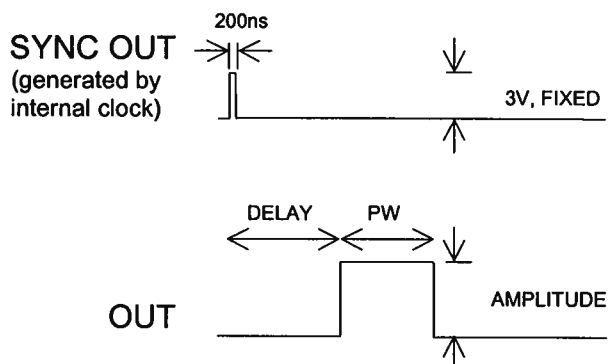 200ns
SYNC OUT
(generated by
internal clock)
3V, FIXED
DELAY
PW
AMPLITUDE
OUT